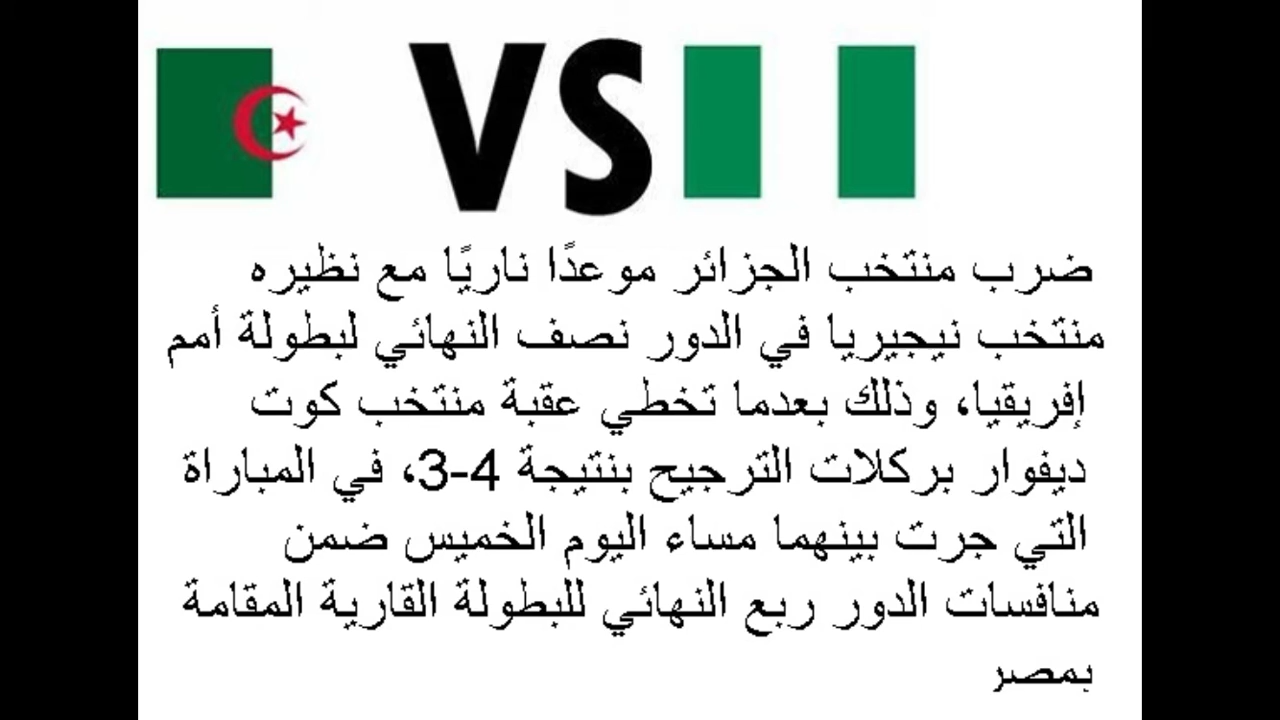 VS
ضرب منتخب الجزائر موعدًا ناريًا مع نظيره
منتخب نيجيريا في الدور نصف النهائي لبطولة أمم
إفريقيا، وذلك بعدما تخطي عقبة منتخب كوت
ديفوار بركلات الترجيح بنتيجة 4-3، في المباراة
التي جرت بينهما مساء اليوم الخميس ضمن
منافسات الدور ربع النهائي للبطولة القارية المقامة
بمصر